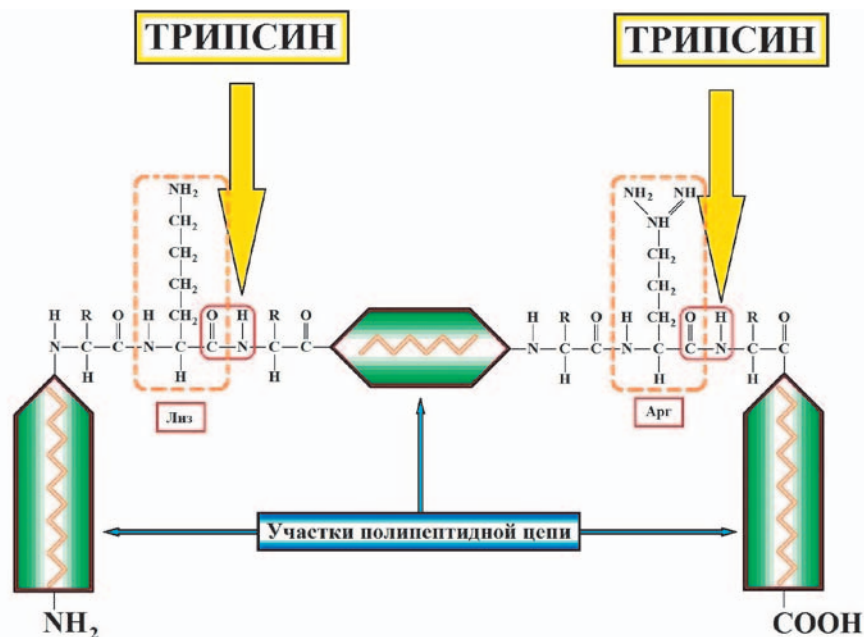 ТРИПСИН ТРИПСИН
NH₂ NH₂ NH
CH₂ NH
CH₂ CH₂
CH₂ CH₂
H R O H CH₂ O H R O H R O H CH₂ O H R O
N–C–C–N–C–C–N–C–C– –N–C–C–N–C–C–N–C–C
H H H H H H
Лиз Арг
Участки полипептидной цепи
NH₂ COOH